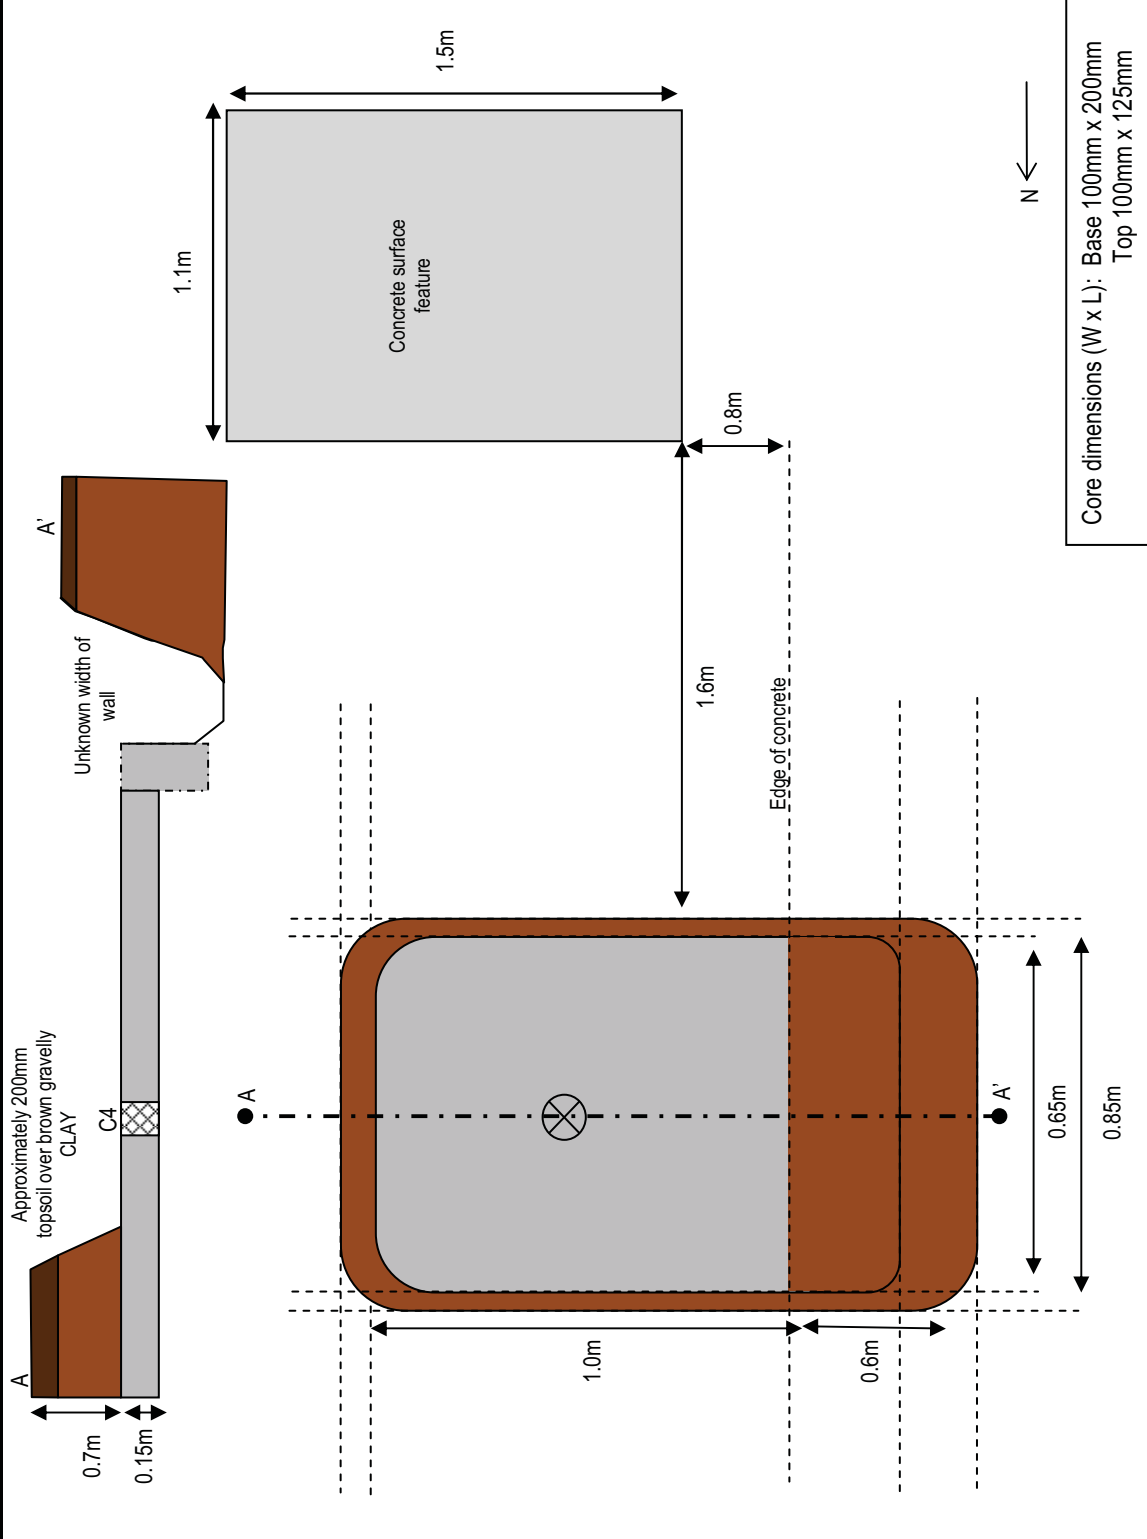 A
Approximately 200mm
topsoil over brown gravelly
CLAY
C4
Unknown width of
wall
A’
0.7m
0.15m
1.1m
1.5m
Concrete surface
feature
0.8m
1.6m
Edge of concrete
A
A’
1.0m
0.6m
0.65m
0.85m
N
Core dimensions (W x L): Base 100mm x 200mm
Top 100mm x 125mm